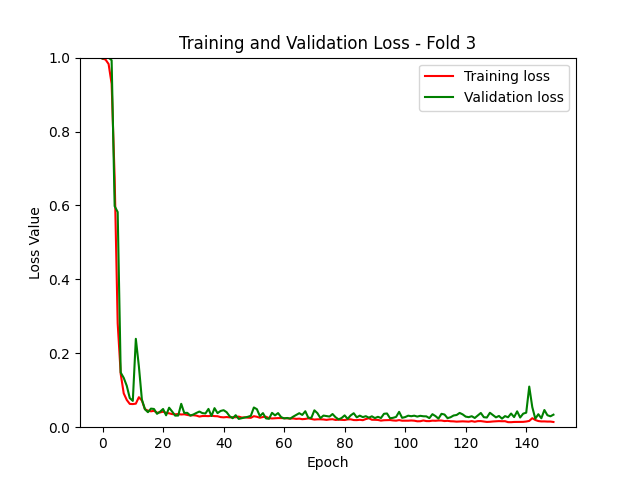 Training and Validation Loss - Fold 3
Training loss
Validation loss
Loss Value
1.0
0.8
0.6
0.4
0.2
0.0
0 20 40 60 80 100 120 140
Epoch